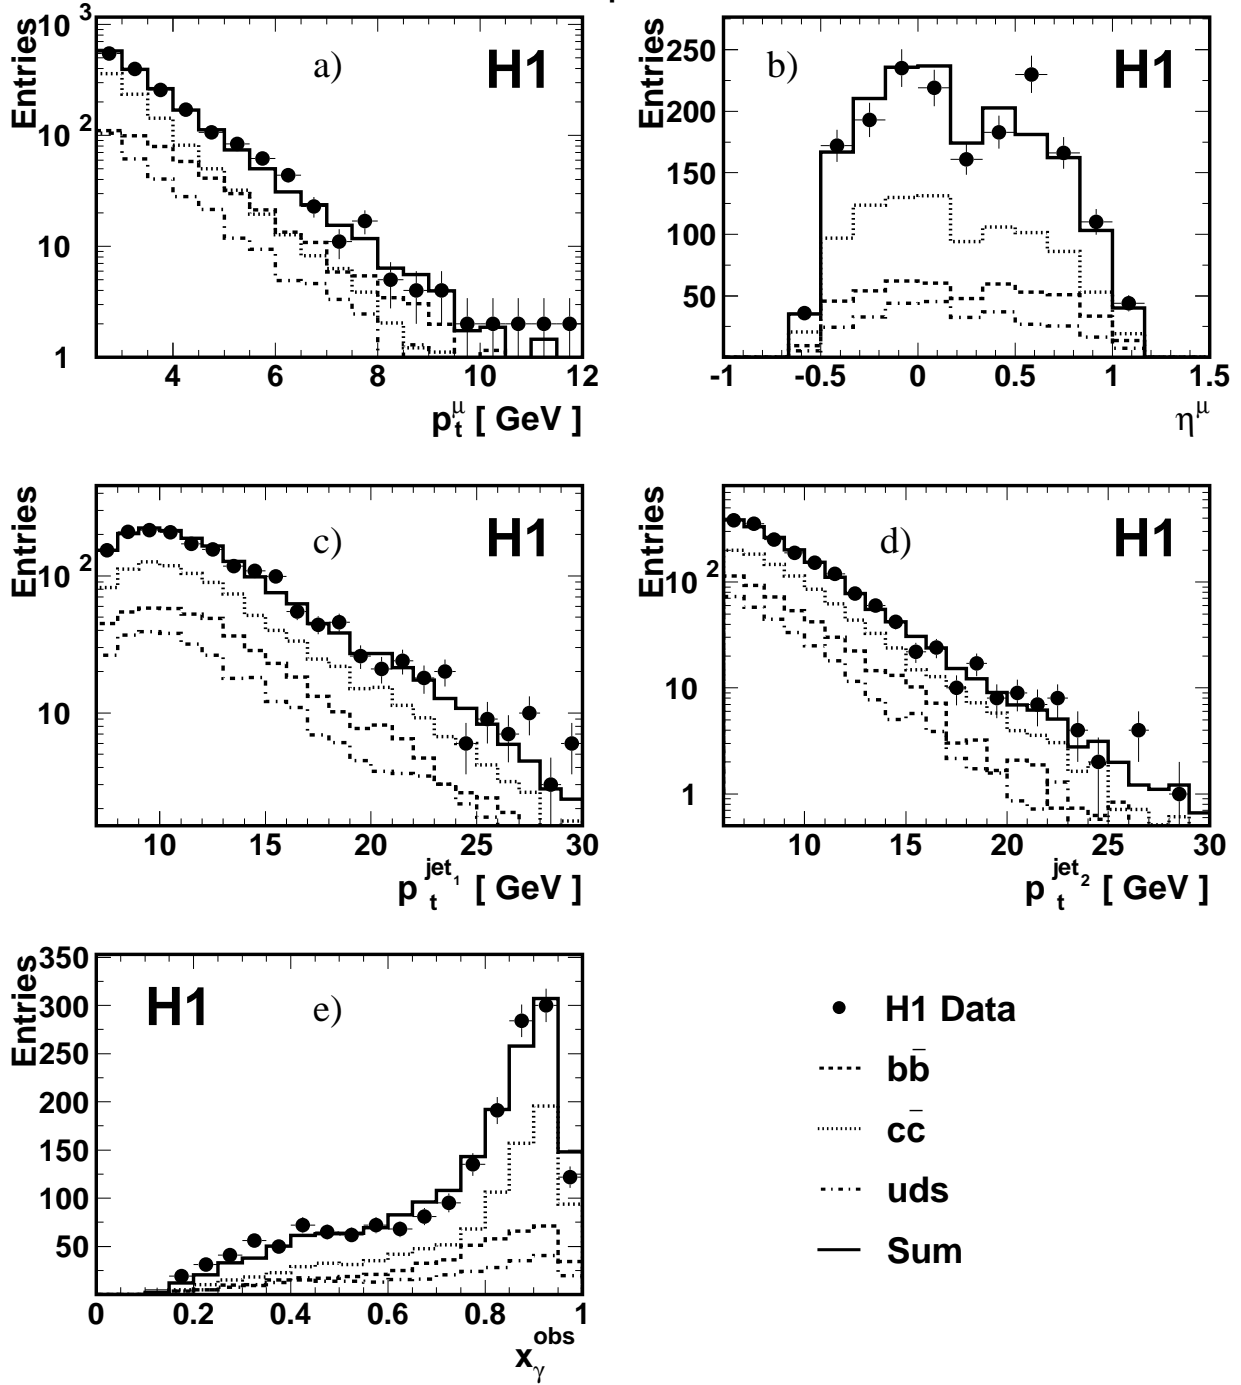 Entries
10 3
10 2
10
1
a)
H1
4 6 8 10 12
p_t^μ [ GeV ]
Entries
250
200
150
100
50
b)
H1
-1 -0.5 0 0.5 1 1.5
η^μ
Entries
10 2
10
c)
H1
10 15 20 25 30
p_t^jet_1 [ GeV ]
Entries
10 2
10
1
d)
H1
10 15 20 25 30
p_t^jet_2 [ GeV ]
Entries
350
300
250
200
150
100
50
H1
e)
0 0.2 0.4 0.6 0.8 1
x_γ^obs
H1 Data
bb̄
cc̄
uds
Sum